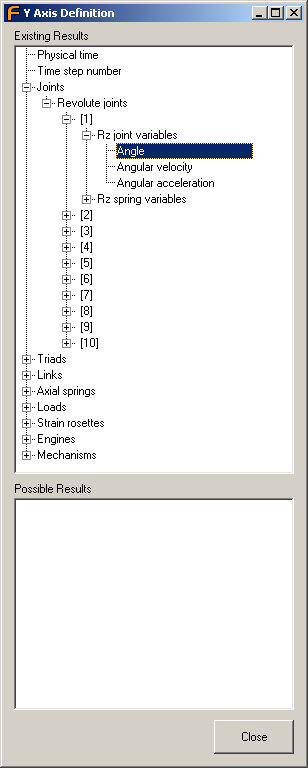 Y Axis Definition
Existing Results
Physical time
Time step number
Joints
Revolute joints
[1]
Rz joint variables
Angle
Angular velocity
Angular acceleration
Rz spring variables
[2]
[3]
[4]
[5]
[6]
[7]
[8]
[9]
[10]
Triads
Links
Axial springs
Loads
Strain rosettes
Engines
Mechanisms
Possible Results
Close